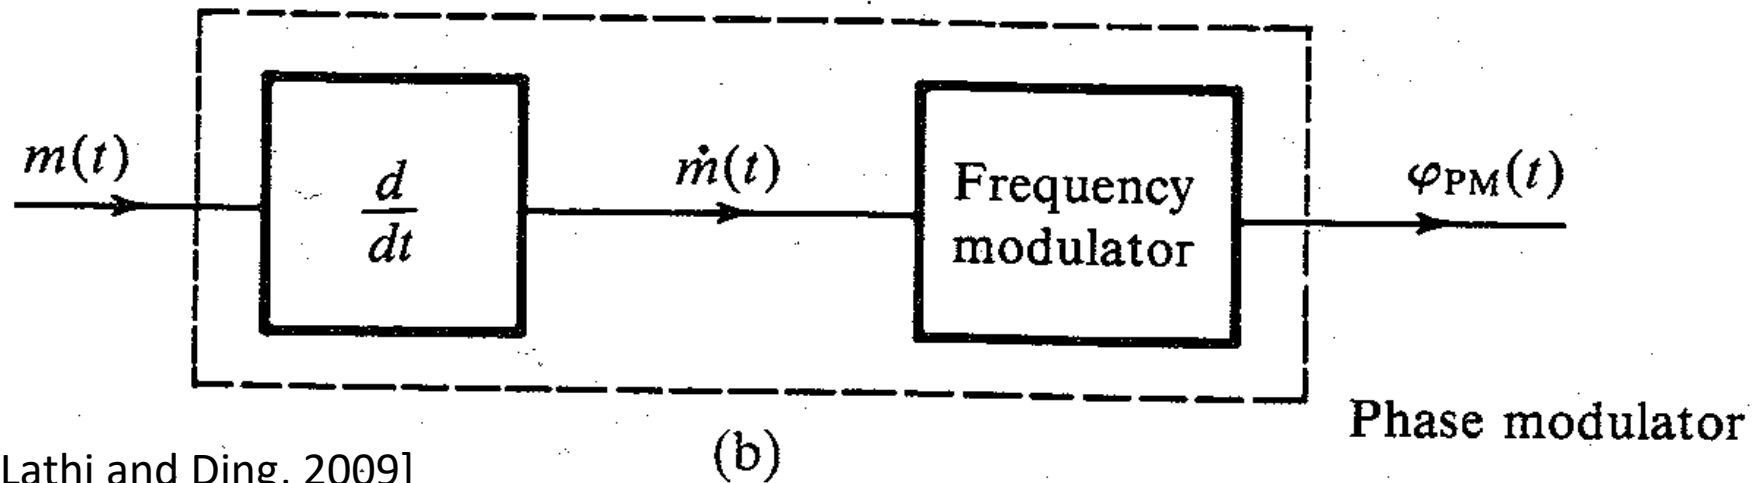 m(t)
d
dt
ṁ(t)
Frequency
modulator
φPM(t)
Phase modulator
(b)
Lathi and Ding, 2009]